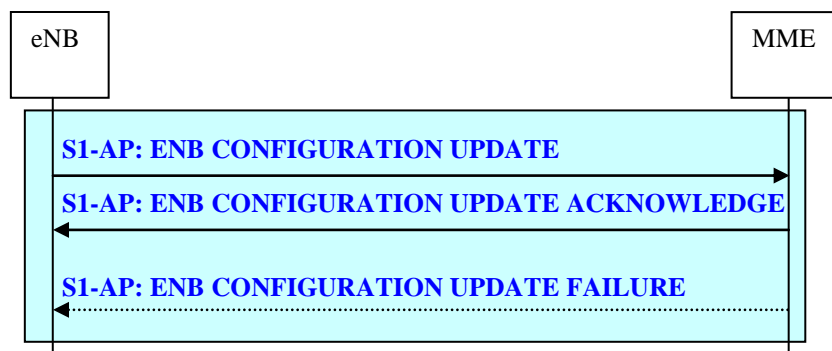 eNB
MME
S1-AP: ENB CONFIGURATION UPDATE
S1-AP: ENB CONFIGURATION UPDATE ACKNOWLEDGE
S1-AP: ENB CONFIGURATION UPDATE FAILURE